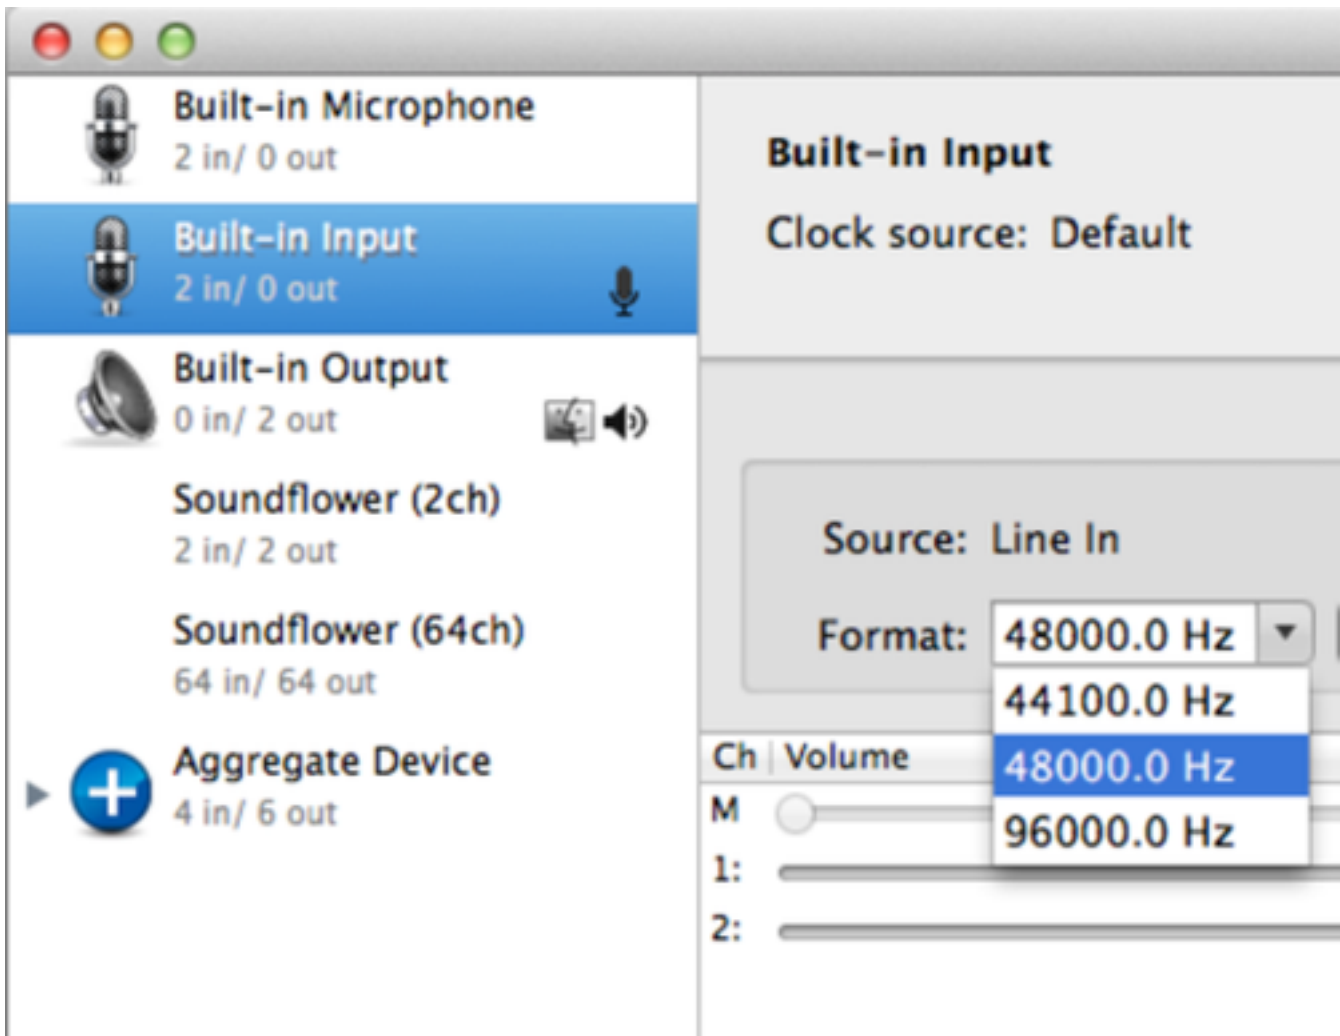 Built-in Microphone
2 in/ 0 out
Built-in Input
2 in/ 0 out
Built-in Output
0 in/ 2 out
Soundflower (2ch)
2 in/ 2 out
Soundflower (64ch)
64 in/ 64 out
Aggregate Device
4 in/ 6 out
Built-in Input
Clock source: Default
Source: Line In
Format: 48000.0 Hz
44100.0 Hz
48000.0 Hz
96000.0 Hz
Ch Volume
M
1:
2: